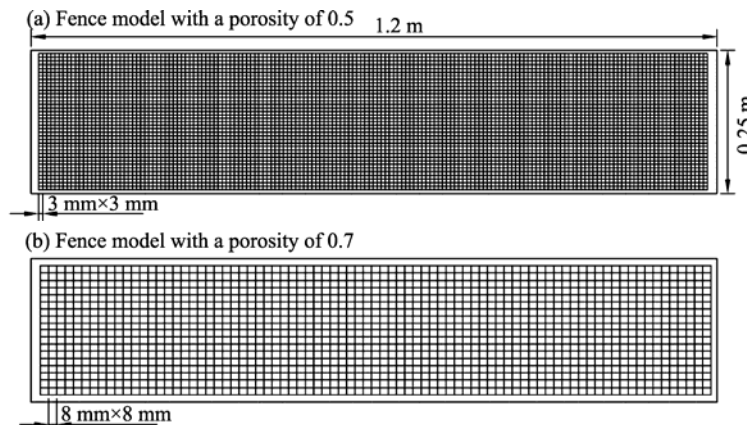 (a) Fence model with a porosity of 0.5
1.2 m
0.25 m
3 mm×3 mm
(b) Fence model with a porosity of 0.7
8 mm×8 mm